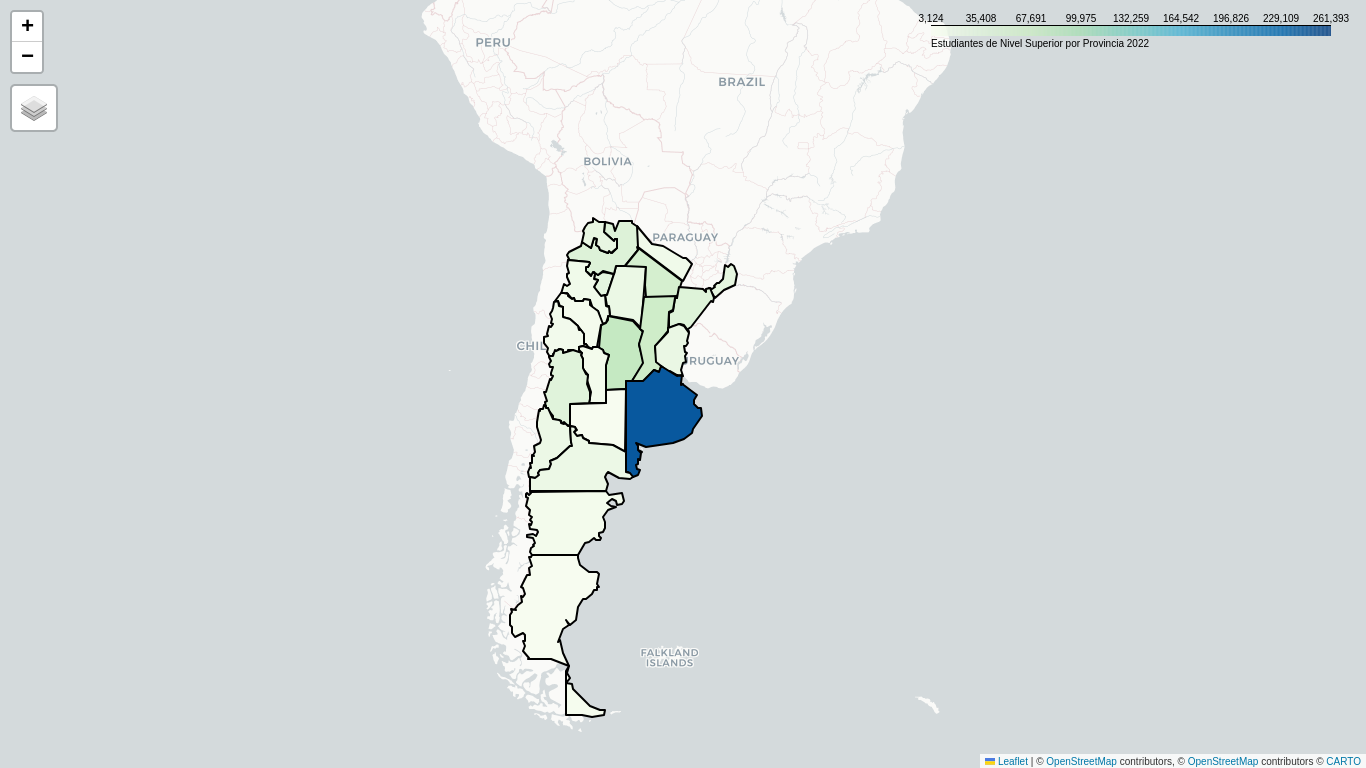 +
−
3,124 35,408 67,691 99,975 132,259 164,542 196,826 229,109 261,393
Estudiantes de Nivel Superior por Provincia 2022
PERU
BRAZIL
BOLIVIA
PARAGUAY
CHIL
RUGUAY
FALKLAND
ISLANDS
Leaflet | © OpenStreetMap contributors, © OpenStreetMap contributors © CARTO